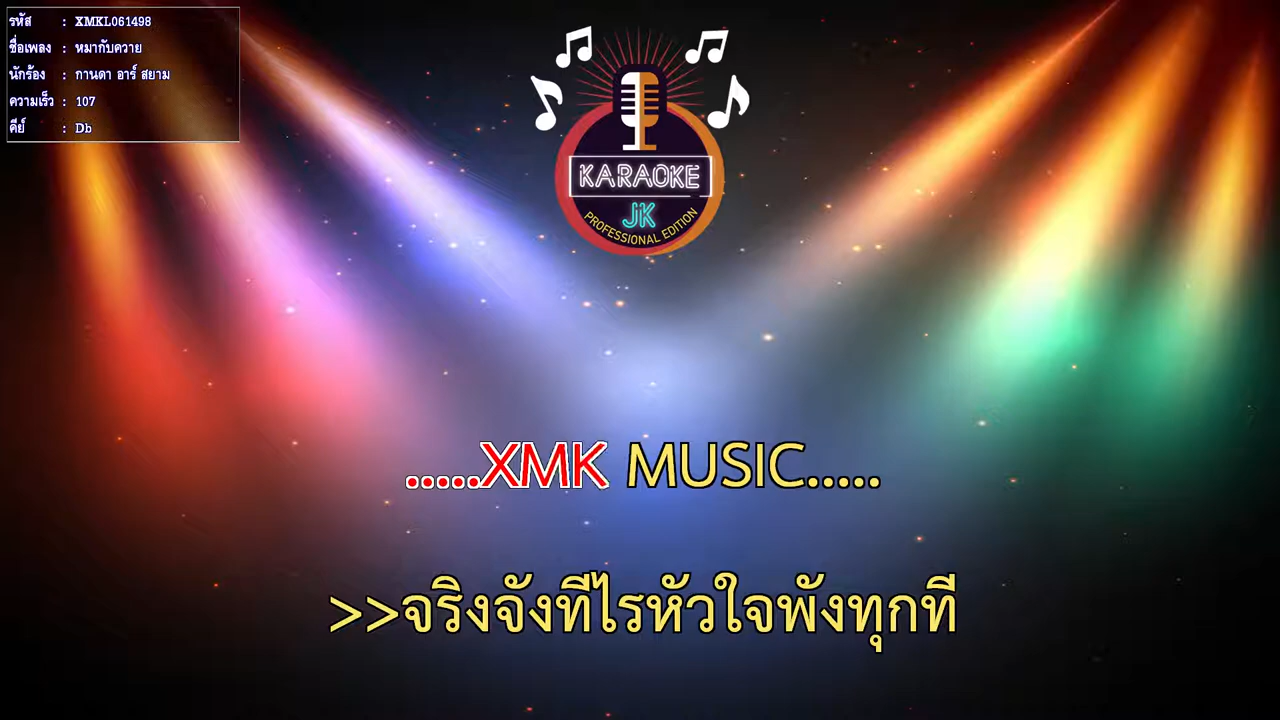 รหัส : XMKL061498
ชื่อเพลง : หมากับควาย
นักร้อง : กานดา อาร์ สยาม
ความเร็ว : 107
คีย์ : Db
KARAOKE
JK
PROFESSIONAL EDITION
.....XMK MUSIC.....
>>จริงจังทีไรหัวใจพังทุกที